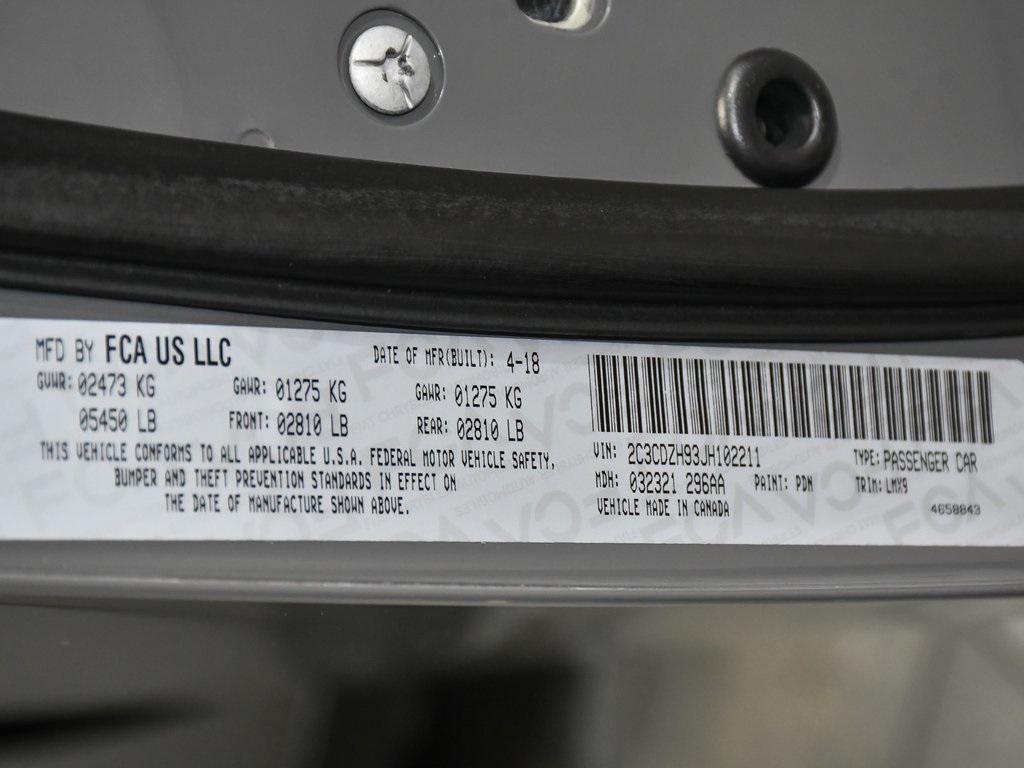 MFD BY FCA US LLC
DATE OF MFR(BUILT): 4-18
GVWR: 02473 KG
GAWR: 01275 KG
GAWR: 01275 KG
05450 LB
FRONT: 02810 LB
REAR: 02810 LB
THIS VEHICLE CONFORMS TO ALL APPLICABLE U.S.A. FEDERAL MOTOR VEHICLE SAFETY,
BUMPER AND THEFT PREVENTION STANDARDS IN EFFECT ON
THE DATE OF MANUFACTURE SHOWN ABOVE.
VIN: 2C3CDZH93JH102211
TYPE: PASSENGER CAR
MDH: 032321 296AA
PAINT: PDN
TRIM: LMX9
VEHICLE MADE IN CANADA
4658843